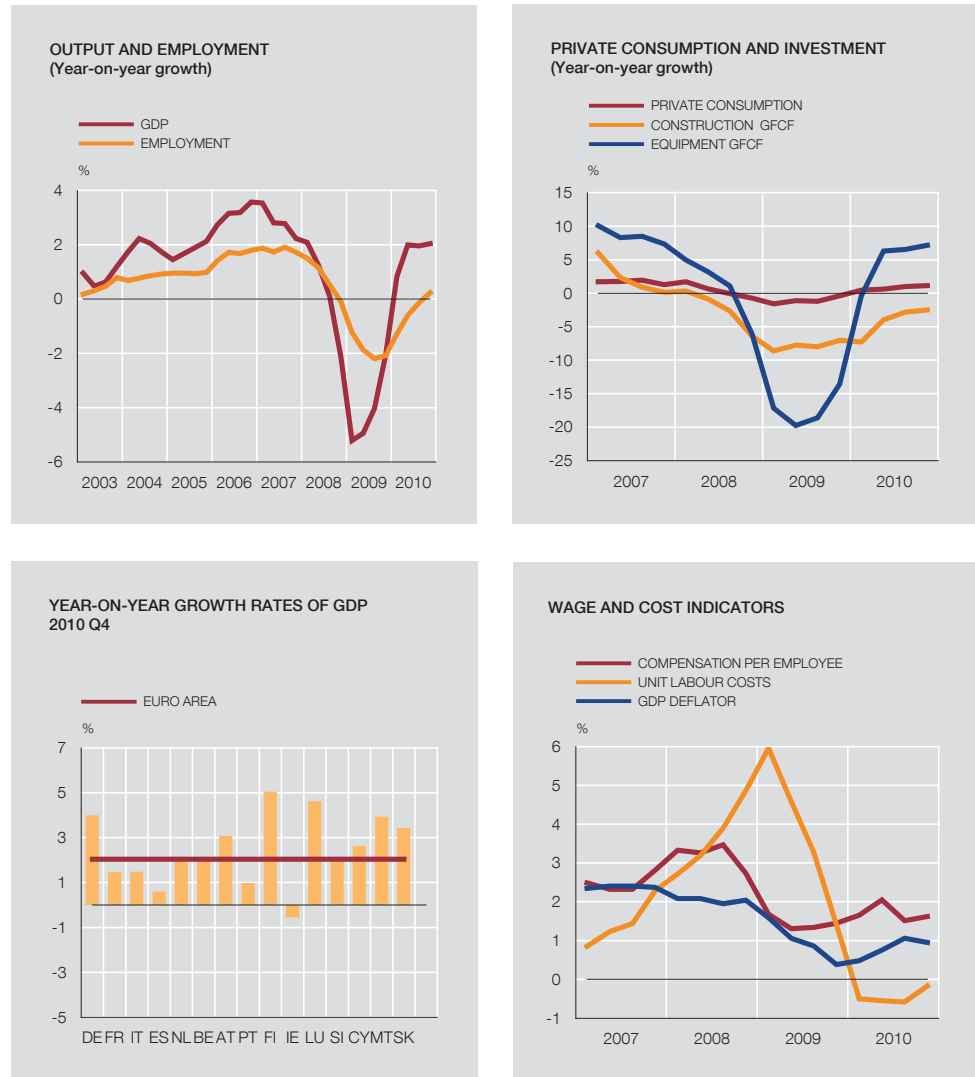 OUTPUT AND EMPLOYMENT
(Year-on-year growth)
GDP
EMPLOYMENT
%
4
2
0
-2
-4
-6
2003 2004 2005 2006 2007 2008 2009 2010
PRIVATE CONSUMPTION AND INVESTMENT
(Year-on-year growth)
PRIVATE CONSUMPTION
CONSTRUCTION GFCF
EQUIPMENT GFCF
%
15
10
5
0
-5
-10
-15
-20
-25
2007 2008 2009 2010
YEAR-ON-YEAR GROWTH RATES OF GDP
2010 Q4
EURO AREA
%
7
5
3
1
-1
-3
-5
DE FR IT ES NL BE AT PT FI IE LU SI CY MT SK
WAGE AND COST INDICATORS
COMPENSATION PER EMPLOYEE
UNIT LABOUR COSTS
GDP DEFLATOR
%
6
5
4
3
2
1
0
-1
2007 2008 2009 2010